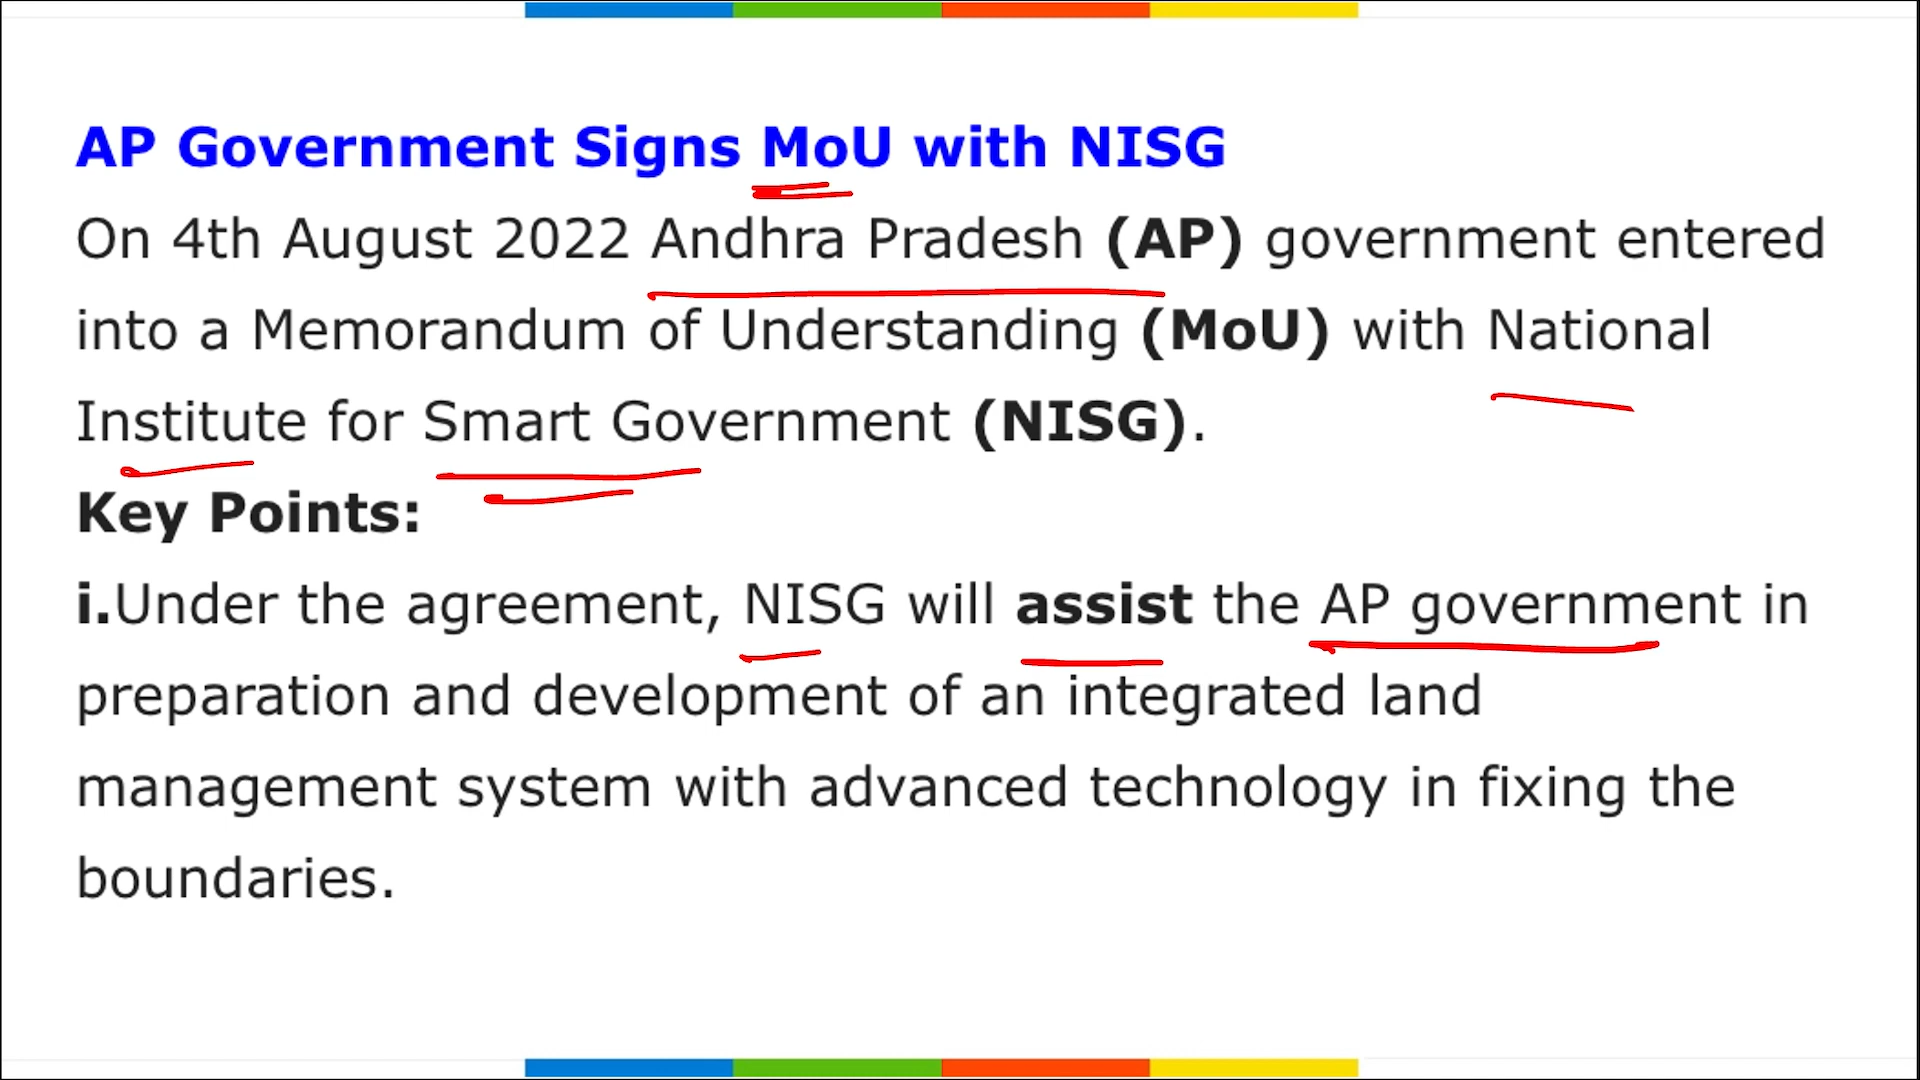 AP Government Signs MoU with NISG
On 4th August 2022 Andhra Pradesh (AP) government entered
into a Memorandum of Understanding (MoU) with National
Institute for Smart Government (NISG).
Key Points:
i.Under the agreement, NISG will assist the AP government in
preparation and development of an integrated land
management system with advanced technology in fixing the
boundaries.